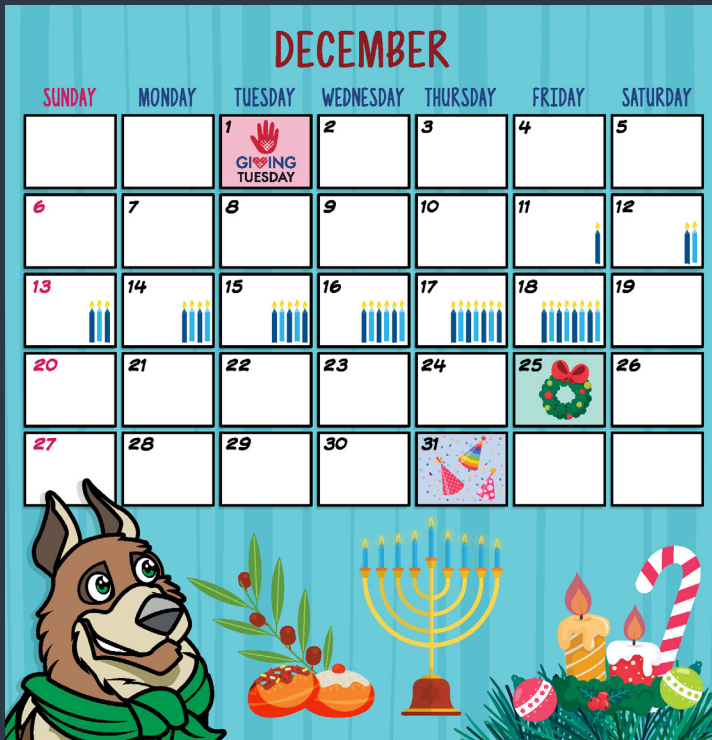 DECEMBER
SUNDAY MONDAY TUESDAY WEDNESDAY THURSDAY FRIDAY SATURDAY
1 2 3 4 5
GIVING
TUESDAY
6 7 8 9 10 11 12
13 14 15 16 17 18 19
20 21 22 23 24 25 26
27 28 29 30 31